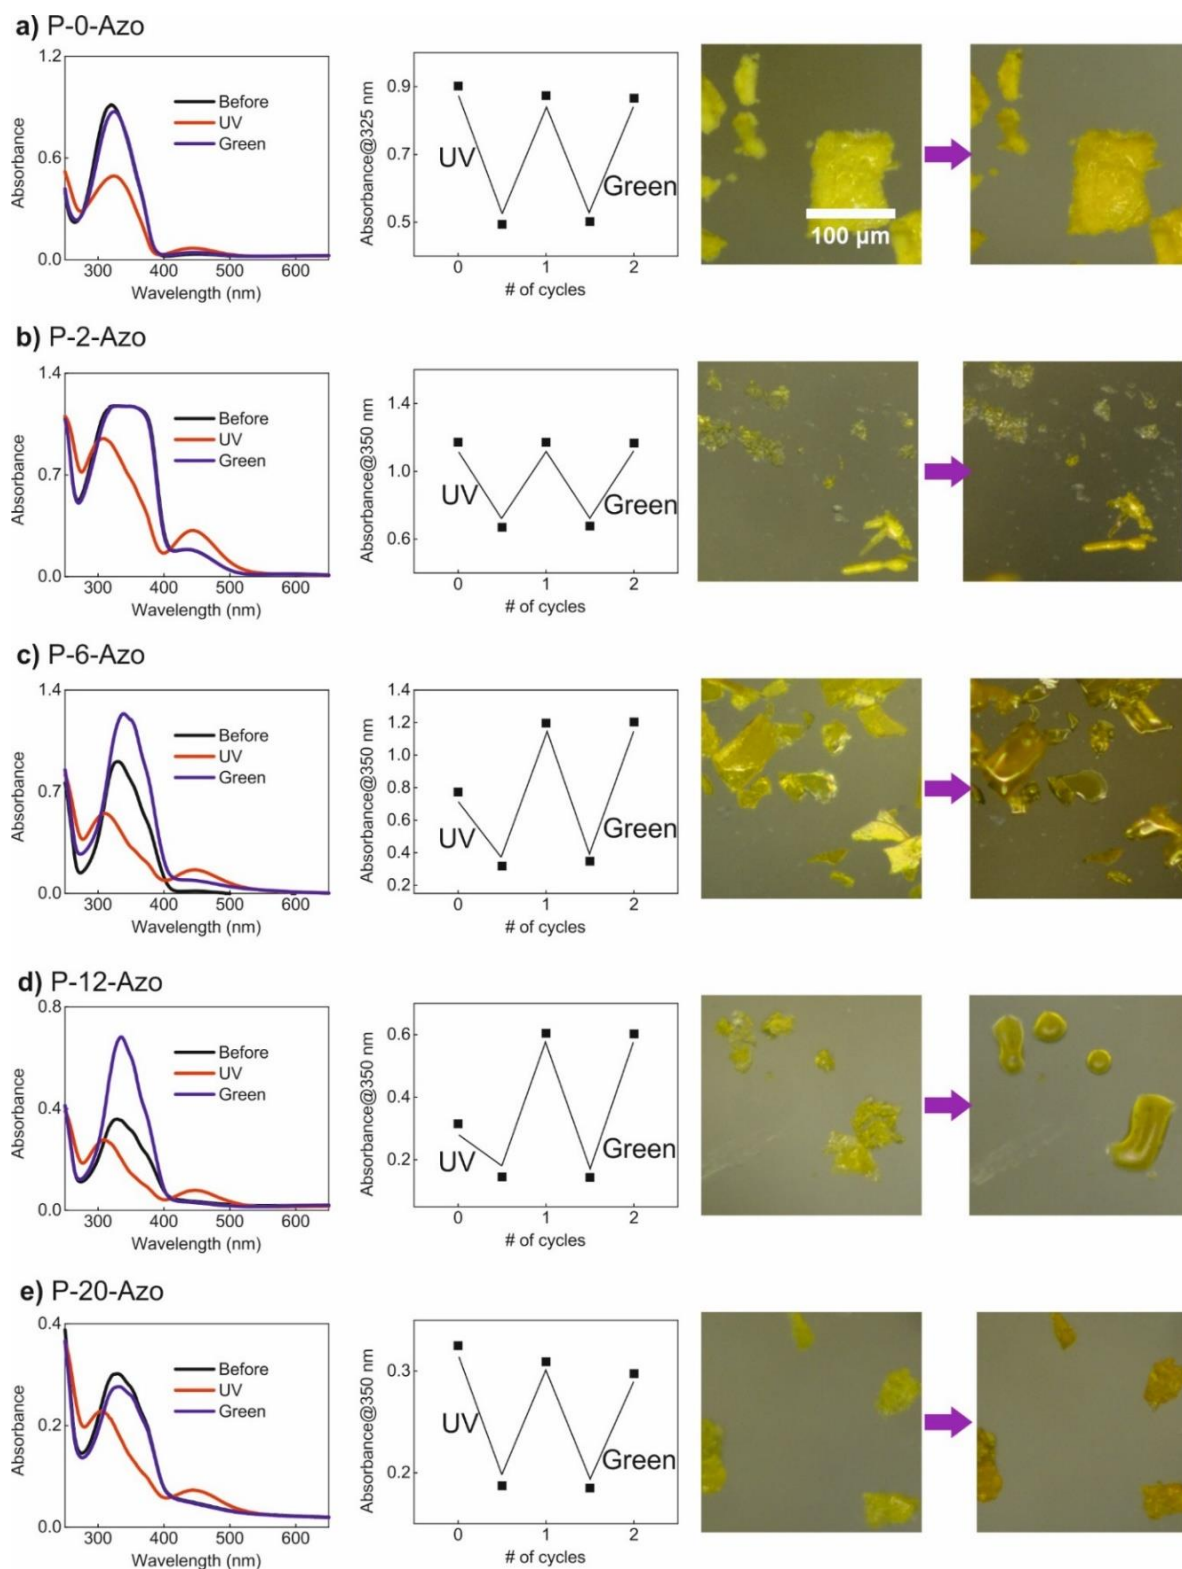 a) P-0-Azo
1.2
0.6
0.0
Absorbance
300 400 500 600
Wavelength (nm)
Before
UV
Green
0.9
0.7
0.5
Absorbance@325 nm
UV
Green
0 1 2
# of cycles
100 µm
b) P-2-Azo
1.4
0.7
0.0
Absorbance
300 400 500 600
Wavelength (nm)
Before
UV
Green
1.4
1.0
0.6
Absorbance@350 nm
UV
Green
0 1 2
# of cycles
c) P-6-Azo
1.4
0.7
0.0
Absorbance
300 400 500 600
Wavelength (nm)
Before
UV
Green
1.4
1.2
1.0
0.8
0.6
0.4
0.2
Absorbance@350 nm
UV
Green
0 1 2
# of cycles
d) P-12-Azo
0.8
0.4
0.0
Absorbance
300 400 500 600
Wavelength (nm)
Before
UV
Green
0.6
0.4
0.2
Absorbance@350 nm
UV
Green
0 1 2
# of cycles
e) P-20-Azo
0.4
0.2
0.0
Absorbance
300 400 500 600
Wavelength (nm)
Before
UV
Green
0.3
0.2
Absorbance@350 nm
UV
Green
0 1 2
# of cycles